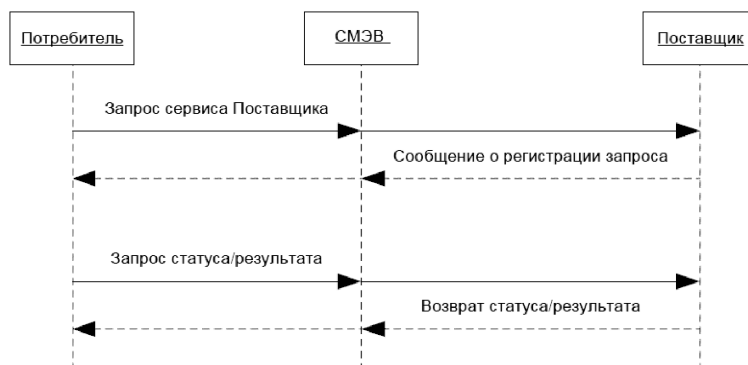 Потребитель
СМЭВ
Поставщик
Запрос сервиса Поставщика
Сообщение о регистрации запроса
Запрос статуса/результата
Возврат статуса/результата